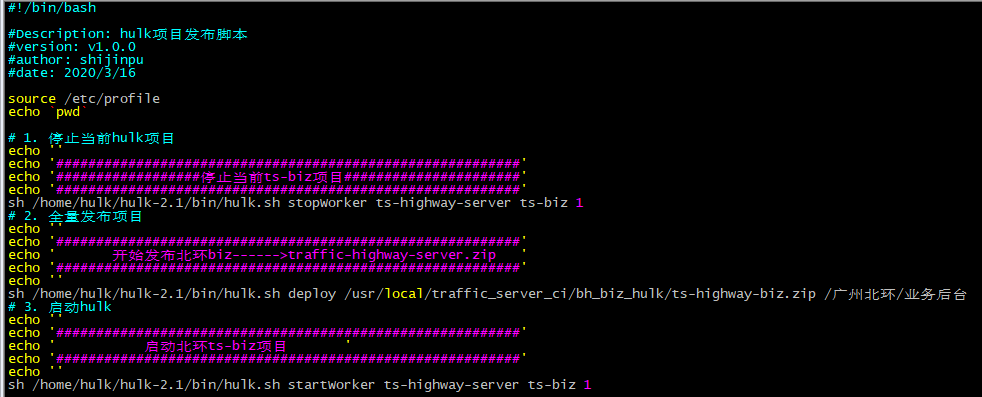 #!/bin/bash
#Description: hulk项目发布脚本
#version: v1.0.0
#author: shijinpu
#date: 2020/3/16
source /etc/profile
echo `pwd`
# 1. 停止当前hulk项目
echo ''
echo '##########################################################'
echo '##################停止当前ts-biz项目######################'
echo '##########################################################'
sh /home/hulk/hulk-2.1/bin/hulk.sh stopWorker ts-highway-server ts-biz 1
# 2. 全量发布项目
echo ''
echo '##########################################################'
echo '       开始发布北环biz------>traffic-highway-server.zip   '
echo '##########################################################'
echo ''
sh /home/hulk/hulk-2.1/bin/hulk.sh deploy /usr/local/traffic_server_ci/bh_biz_hulk/ts-highway-biz.zip /广州北环/业务后台
# 3. 启动hulk
echo ''
echo '##########################################################'
echo '           启动北环ts-biz项目       '
echo '##########################################################'
echo ''
sh /home/hulk/hulk-2.1/bin/hulk.sh startWorker ts-highway-server ts-biz 1